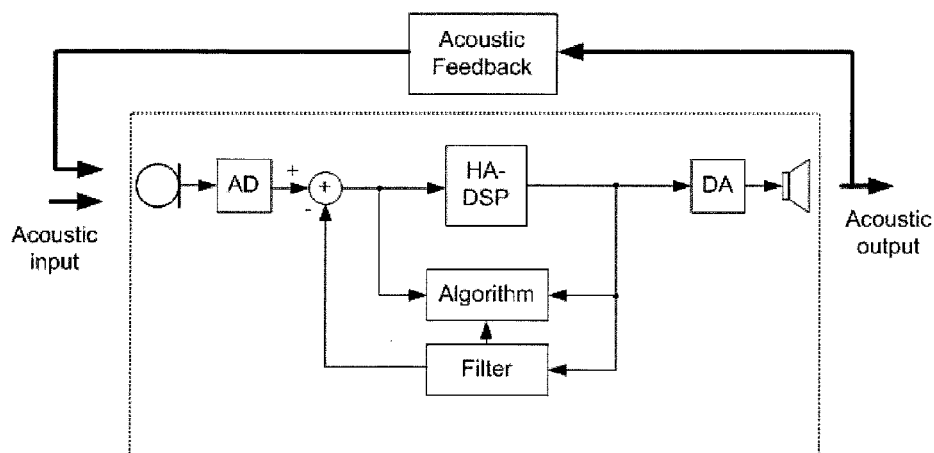 Acoustic
Feedback
AD
+
+
-
HA-
DSP
DA
Acoustic
input
Acoustic
output
Algorithm
Filter